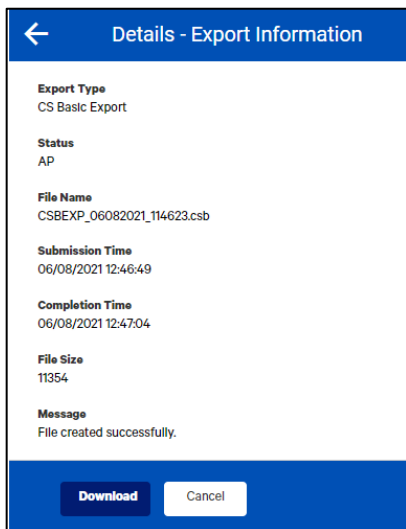 Details - Export Information
Export Type
CS Basic Export
Status
AP
File Name
CSBEXP_06082021_114623.csb
Submission Time
06/08/2021 12:46:49
Completion Time
06/08/2021 12:47:04
File Size
11354
Message
File created successfully.
Download Cancel